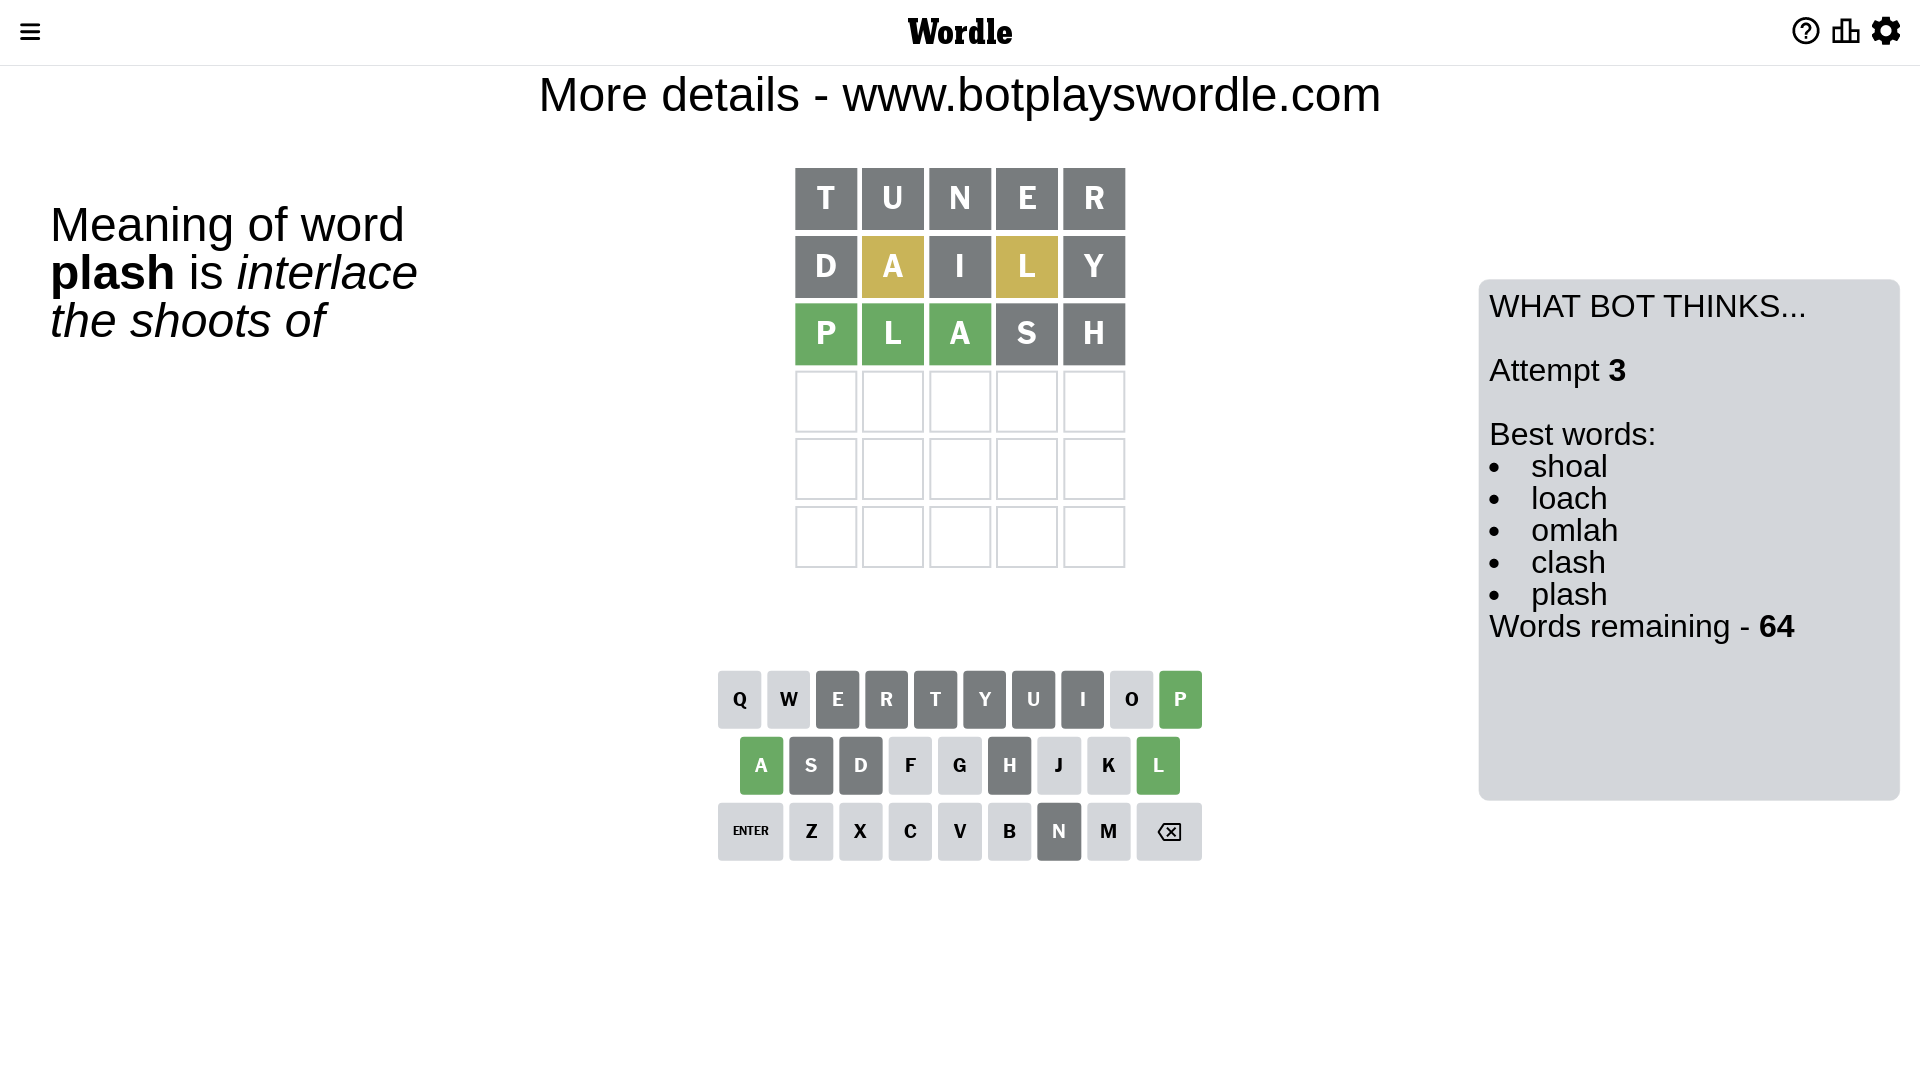 Wordle
More details - www.botplayswordle.com
Meaning of word
plash is interlace
the shoots of
T U N E R
D A I L Y
P L A S H
WHAT BOT THINKS...
Attempt 3
Best words:
• shoal
• loach
• omlah
• clash
• plash
Words remaining - 64
Q W E R T Y U I O P
A S D F G H J K L
ENTER Z X C V B N M